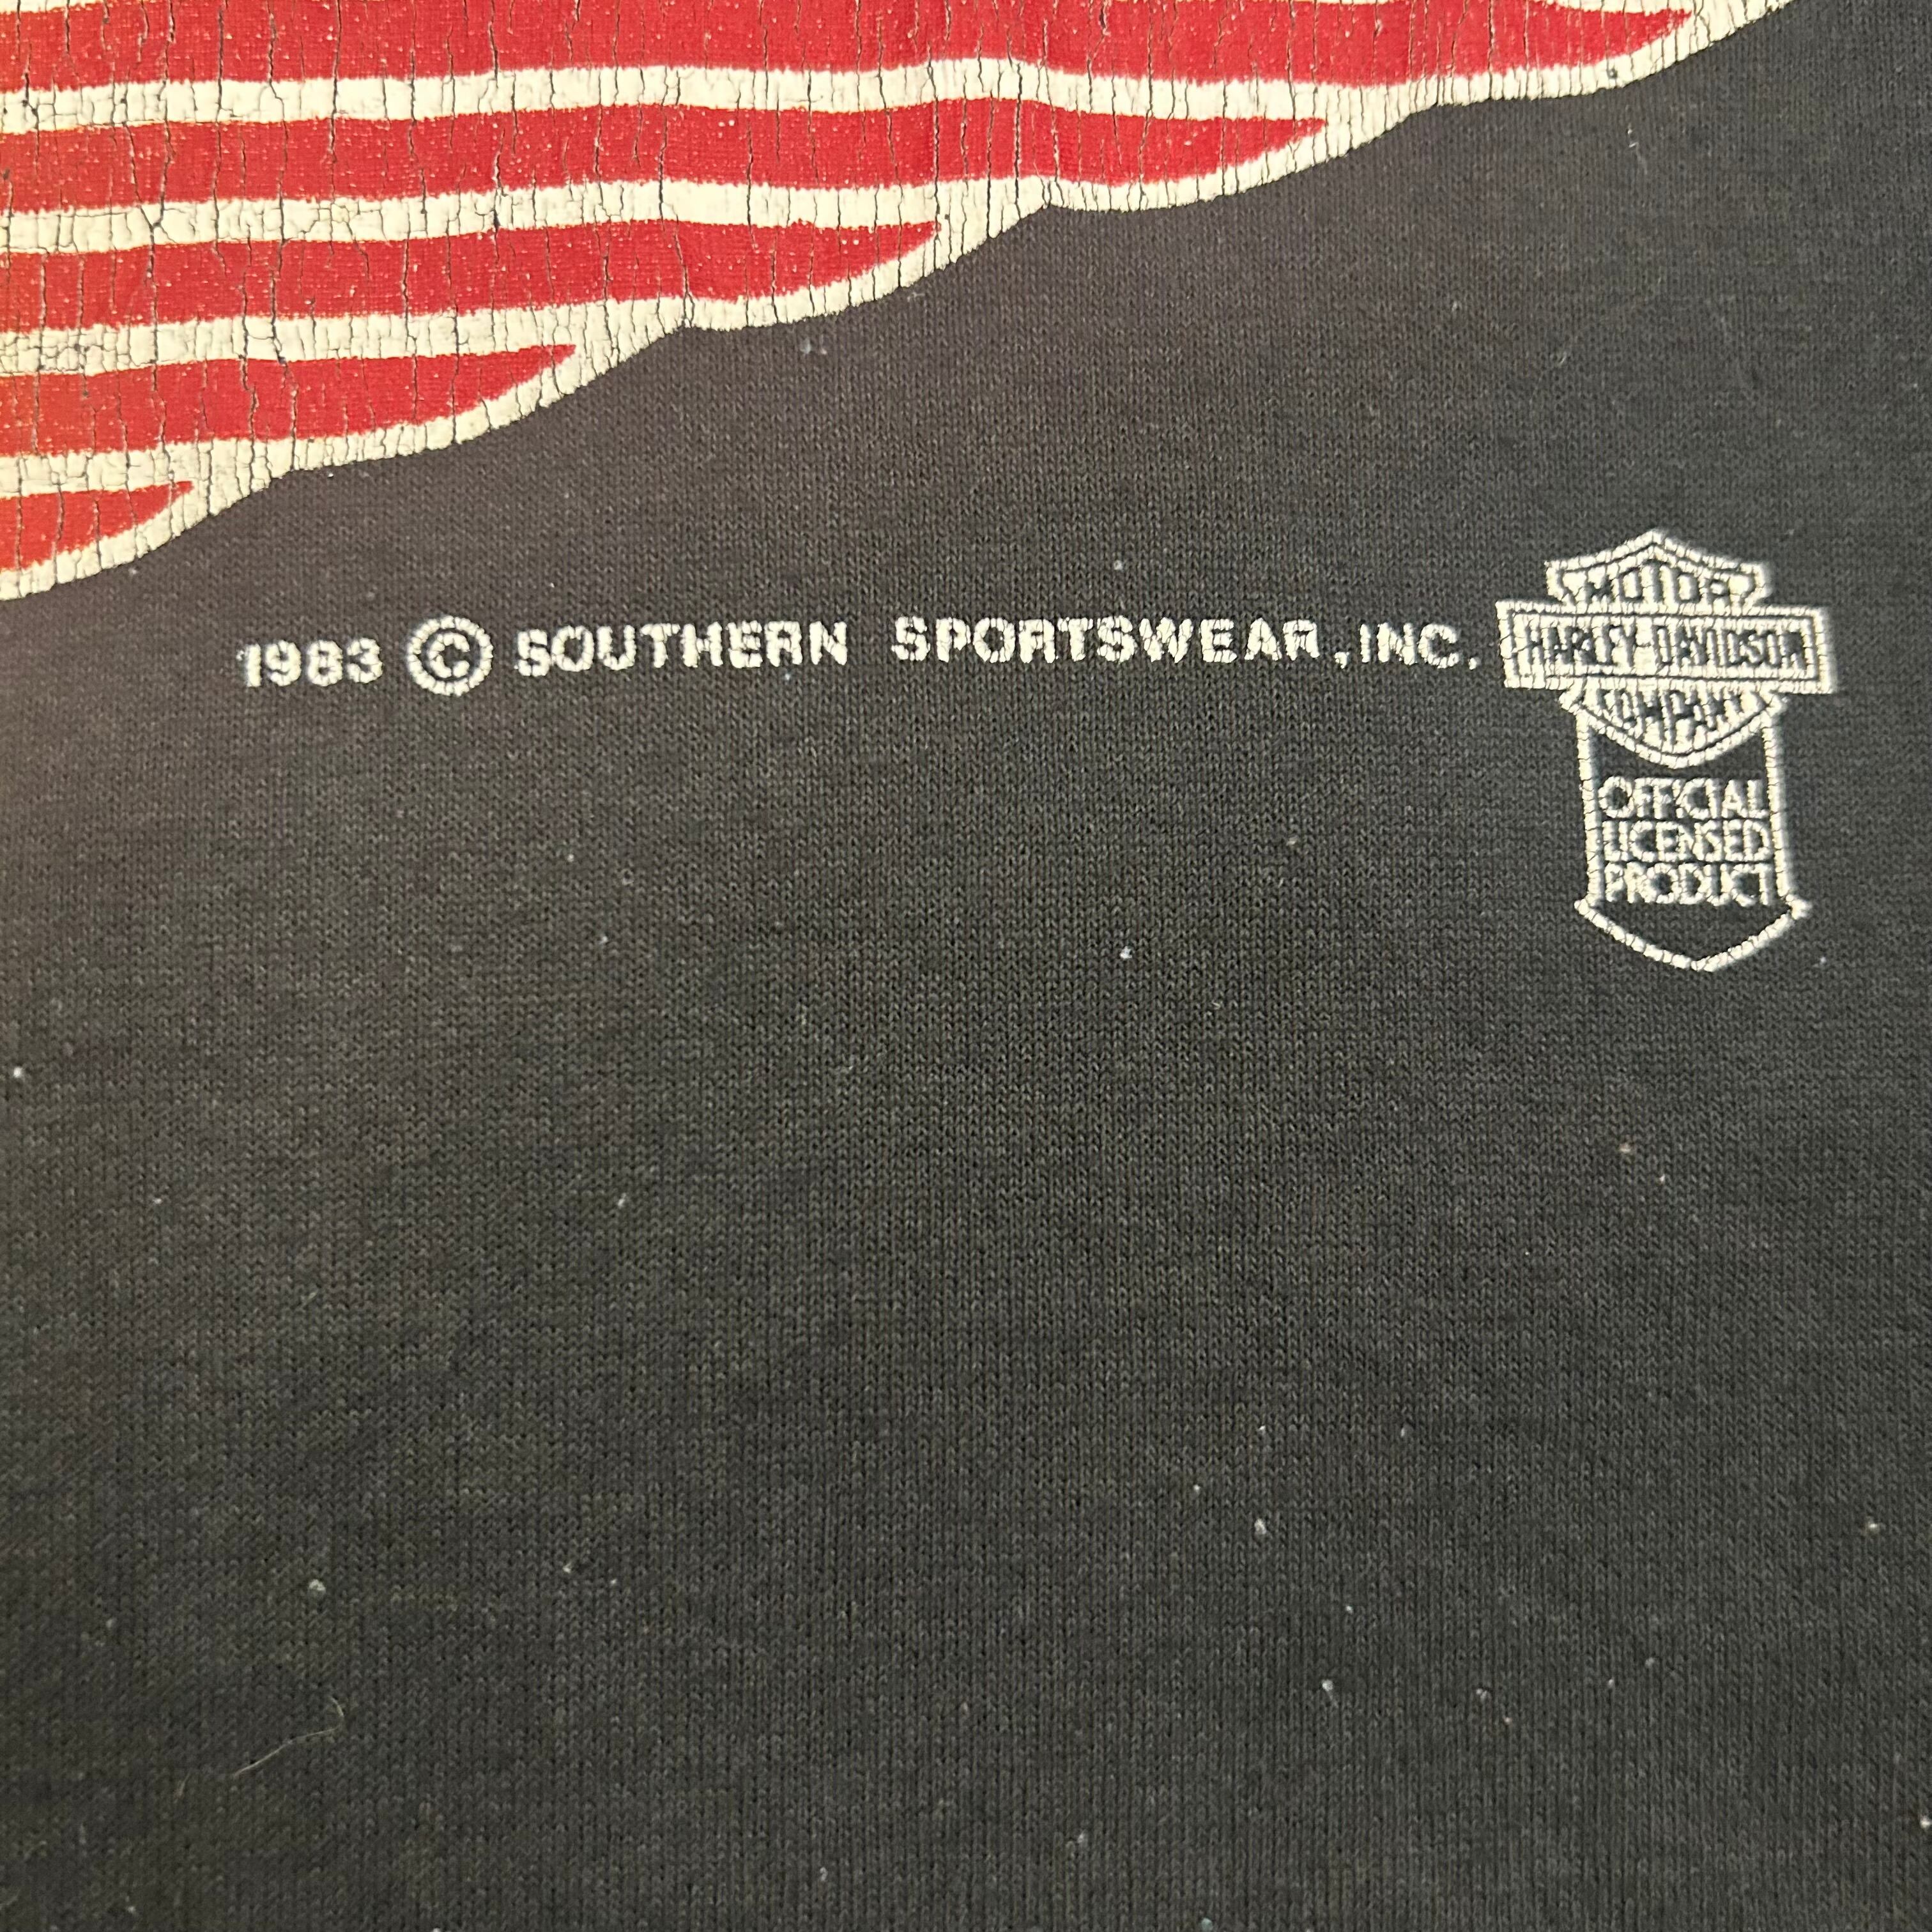 1983 © SOUTHERN SPORTSWEAR, INC.
MOTOR
HARLEY-DAVIDSON
COMPANY
OFFICIAL
LICENSED
PRODUCT